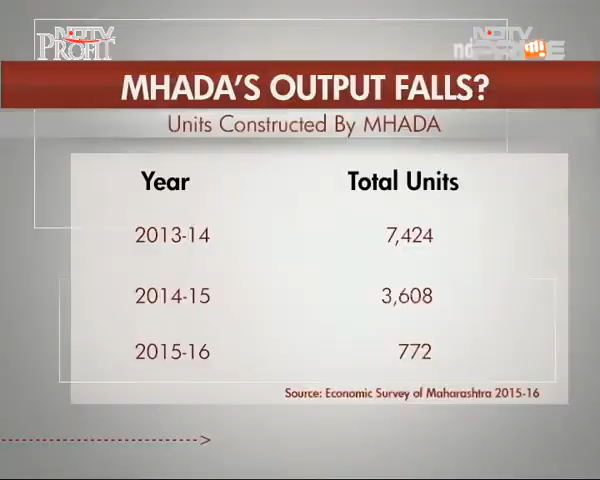 NDTV
PROFIT
NDTV
MHADA'S OUTPUT FALLS?
Units Constructed By MHADA
Year Total Units
2013-14 7,424
2014-15 3,608
2015-16 772
Source: Economic Survey of Maharashtra 2015-16